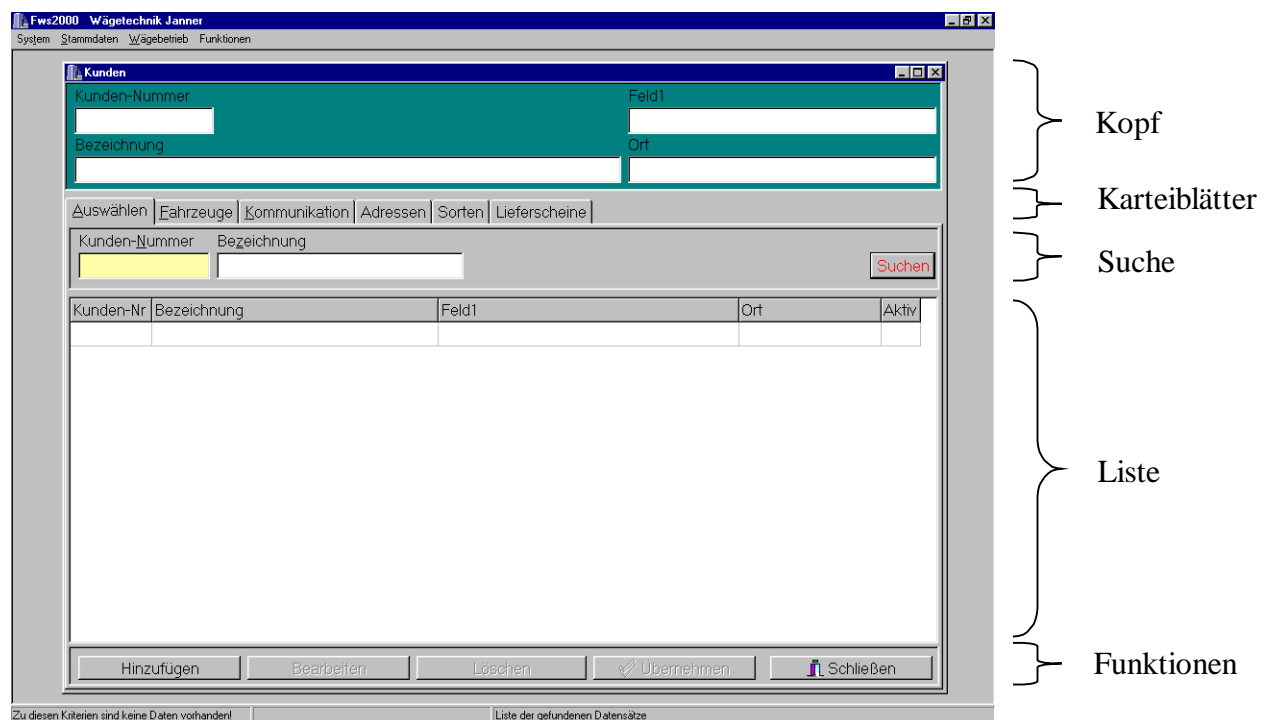 Fws2000 Wägetechnik Janner
System Stammdaten Wägebetrieb Funktionen
Kunden
Kunden-Nummer Feld1
Bezeichnung Ort
Kopf
Auswählen Fahrzeuge Kommunikation Adressen Sorten Lieferscheine
Karteiblätter
Kunden-Nummer Bezeichnung
Suchen
Suche
Kunden-Nr Bezeichnung Feld1 Ort Aktiv
Liste
Hinzufügen Bearbeiten Löschen Übernehmen Schließen
Funktionen
Zu diesen Kriterien sind keine Daten vorhanden! Liste der gefundenen Datensätze